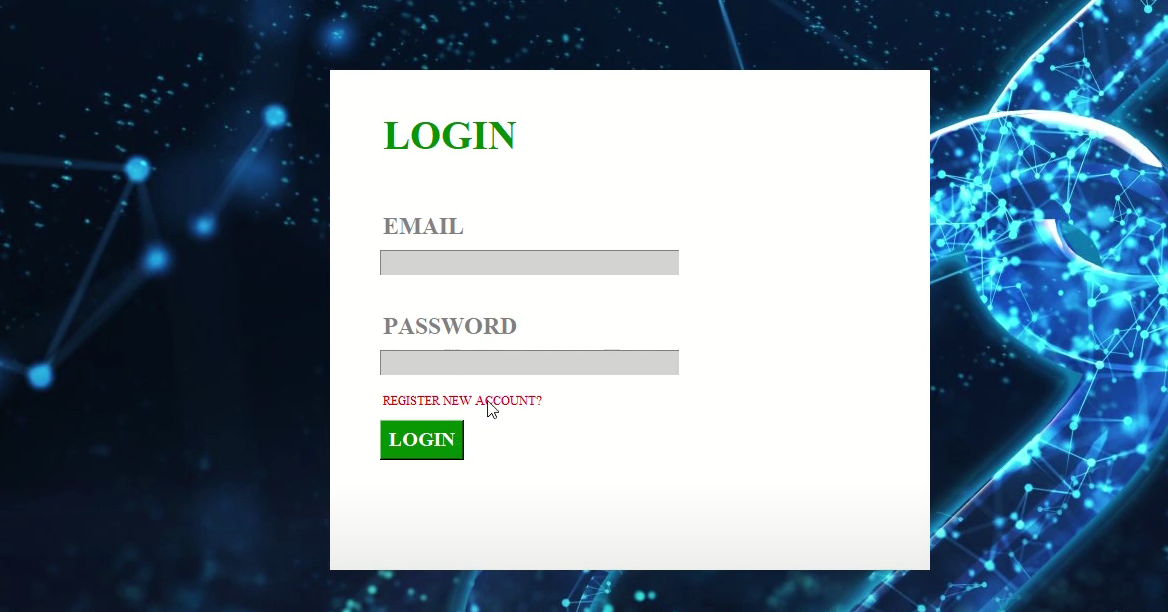 LOGIN
EMAIL
PASSWORD
REGISTER NEW ACCOUNT?
LOGIN